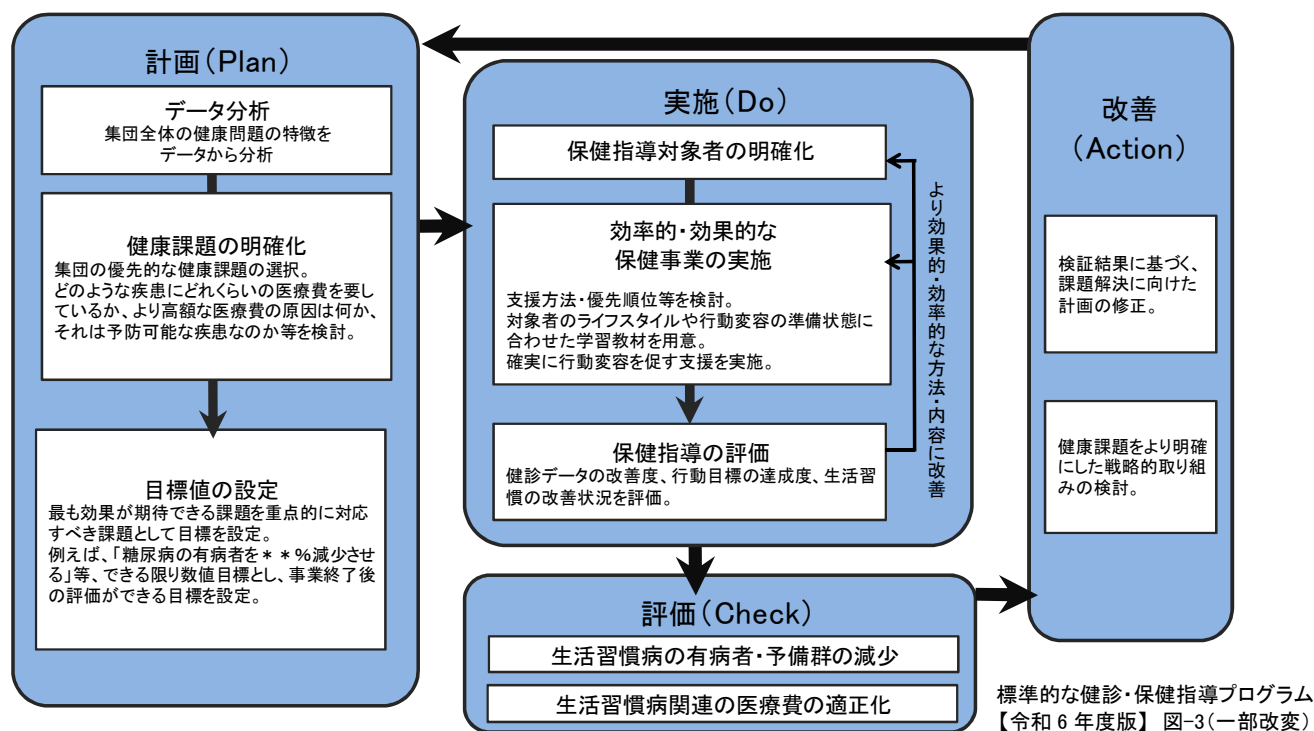 計画(Plan)
データ分析
集団全体の健康問題の特徴を
データから分析
健康課題の明確化
集団の優先的な健康課題の選択。
どのような疾患にどれくらいの医療費を要し
ているか、より高額な医療費の原因は何か、
それは予防可能な疾患なのか等を検討。
目標値の設定
最も効果が期待できる課題を重点的に対応
すべき課題として目標を設定。
例えば、「糖尿病の有病者を**%減少させ
る」等、できる限り数値目標とし、事業終了後
の評価ができる目標を設定。
実施(Do)
保健指導対象者の明確化
効率的・効果的な
保健事業の実施
支援方法・優先順位等を検討。
対象者のライフスタイルや行動変容の準備状態に
合わせた学習教材を用意。
確実に行動変容を促す支援を実施。
保健指導の評価
健診データの改善度、行動目標の達成度、生活習
慣の改善状況を評価。
より効果的・効率的な方法・内容に改善
評価(Check)
生活習慣病の有病者・予備群の減少
生活習慣病関連の医療費の適正化
改善
(Action)
検証結果に基づく、
課題解決に向けた
計画の修正。
健康課題をより明確
にした戦略的取り組
みの検討。
標準的な健診・保健指導プログラム
【令和6年度版】 図-3(一部改変)